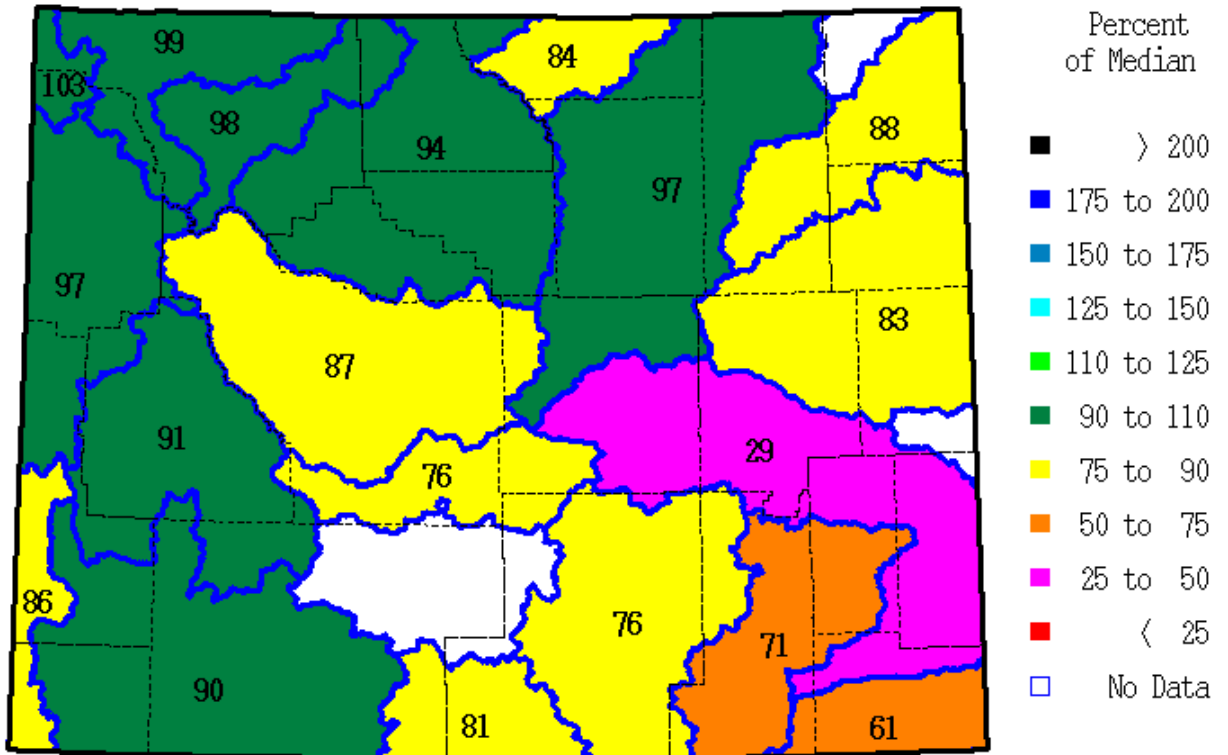 Percent
of Median
> 200
175 to 200
150 to 175
125 to 150
110 to 125
90 to 110
75 to 90
50 to 75
25 to 50
< 25
No Data
99
84
103
98
88
94
97
97
83
87
91
29
76
86
76
71
90
81
61